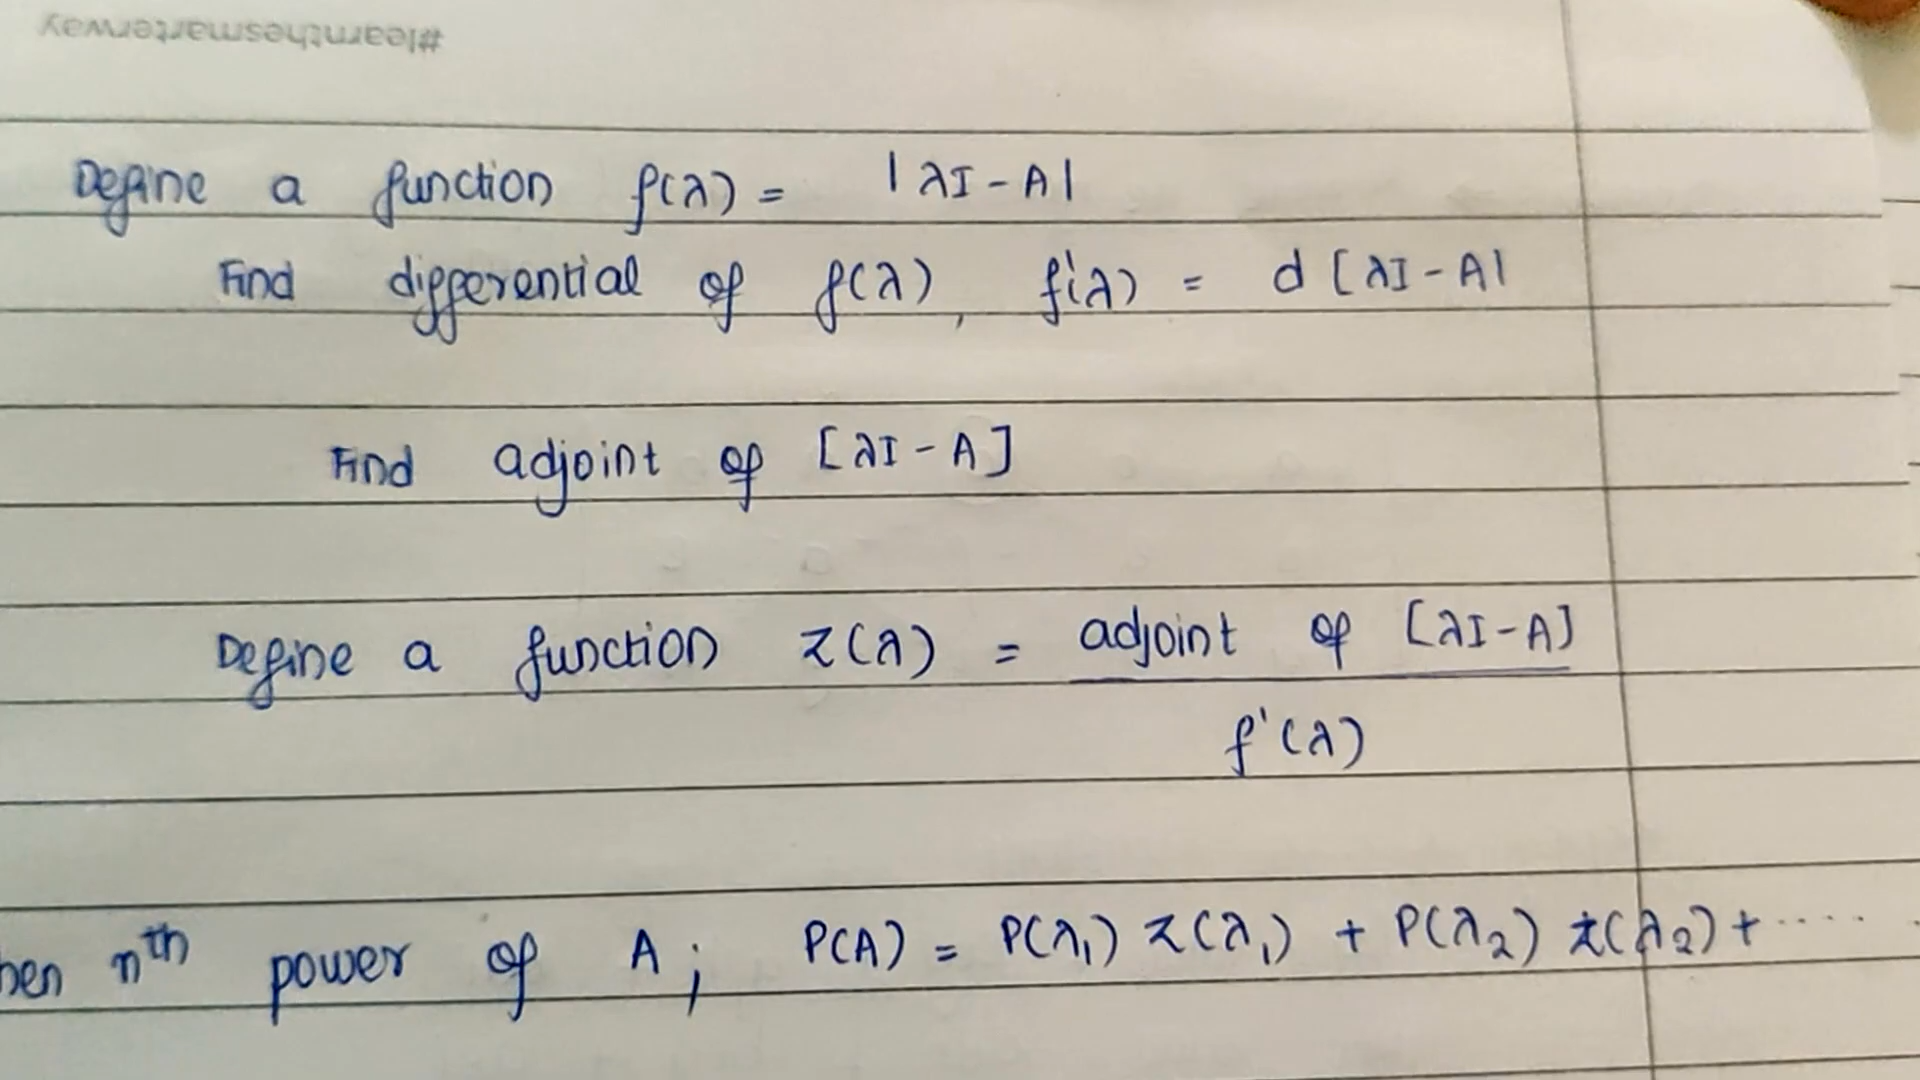 #learnthesmarterway
Define a function f(λ) = |λI - A|
Find differential of f(λ), f'(λ) = d [λI - A|
Find adjoint of [λI - A]
Define a function Z(λ) = adjoint of [λI - A]
f'(λ)
hen nth power of A; P(A) = P(λ₁) Z(λ₁) + P(λ₂) Z(λ₂) + .....